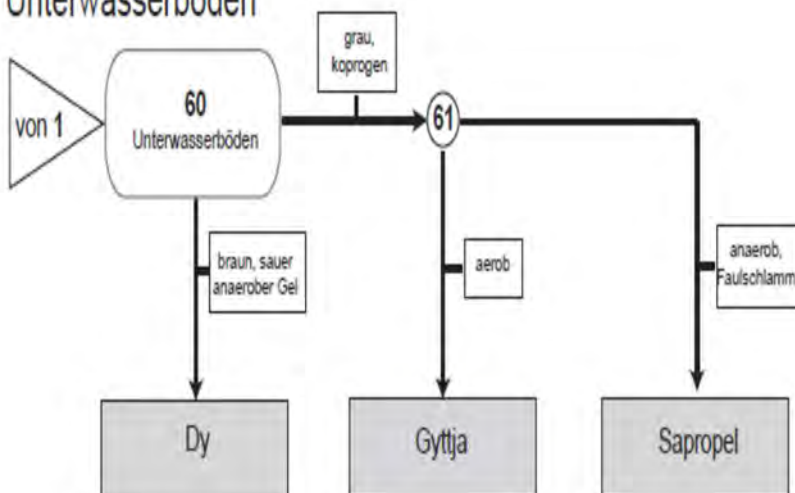 Unterwasserböden
grau,
koprogen
von 1
60
Unterwasserböden
61
braun, sauer
anaerober Gel
aerob
anaerob,
Faulschlamm
Dy
Gyttja
Sapropel